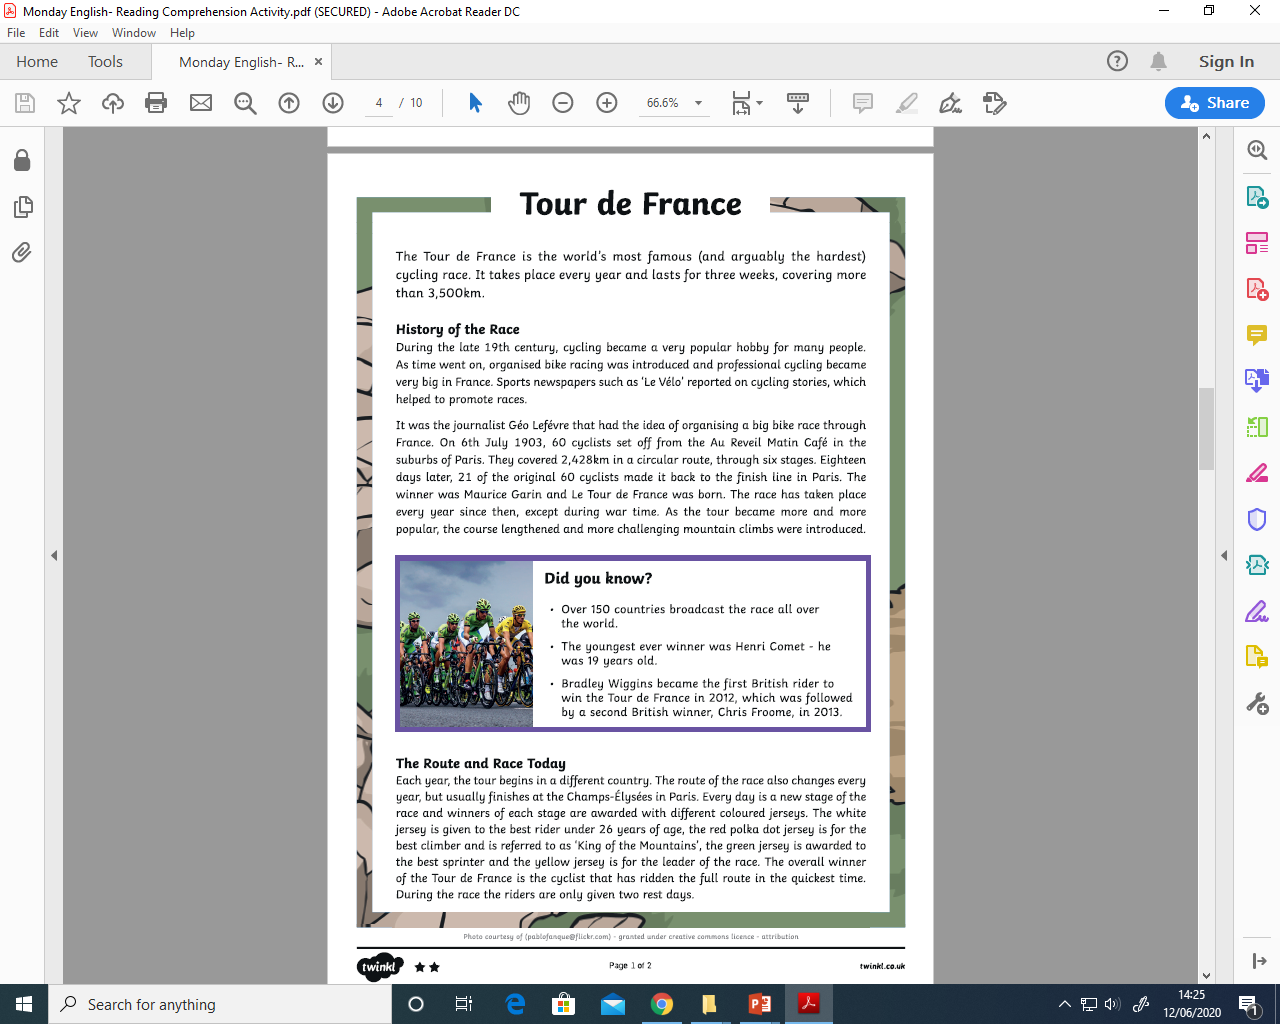 Monday English- Reading Comprehension Activity.pdf (SECURED) - Adobe Acrobat Reader DC
File Edit View Window Help
Home Tools Monday English- R... × Sign In
4 / 10 66.6% Share
Tour de France
The Tour de France is the world's most famous (and arguably the hardest)
cycling race. It takes place every year and lasts for three weeks, covering more
than 3,500km.
History of the Race
During the late 19th century, cycling became a very popular hobby for many people.
As time went on, organised bike racing was introduced and professional cycling became
very big in France. Sports newspapers such as 'Le Vélo' reported on cycling stories, which
helped to promote races.
It was the journalist Géo Lefévre that had the idea of organising a big bike race through
France. On 6th July 1903, 60 cyclists set off from the Au Reveil Matin Café in the
suburbs of Paris. They covered 2,428km in a circular route, through six stages. Eighteen
days later, 21 of the original 60 cyclists made it back to the finish line in Paris. The
winner was Maurice Garin and Le Tour de France was born. The race has taken place
every year since then, except during war time. As the tour became more and more
popular, the course lengthened and more challenging mountain climbs were introduced.
Did you know?
• Over 150 countries broadcast the race all over
the world.
• The youngest ever winner was Henri Comet - he
was 19 years old.
• Bradley Wiggins became the first British rider to
win the Tour de France in 2012, which was followed
by a second British winner, Chris Froome, in 2013.
The Route and Race Today
Each year, the tour begins in a different country. The route of the race also changes every
year, but usually finishes at the Champs-Élysées in Paris. Every day is a new stage of the
race and winners of each stage are awarded with different coloured jerseys. The white
jersey is given to the best rider under 26 years of age, the red polka dot jersey is for the
best climber and is referred to as 'King of the Mountains', the green jersey is awarded to
the best sprinter and the yellow jersey is for the leader of the race. The overall winner
of the Tour de France is the cyclist that has ridden the full route in the quickest time.
During the race the riders are only given two rest days.
Photo courtesy of (pablofanque@flickr.com) - granted under creative commons licence - attribution
twinkl Page 1 of 2 twinkl.co.uk
Search for anything
14:25
12/06/2020
1